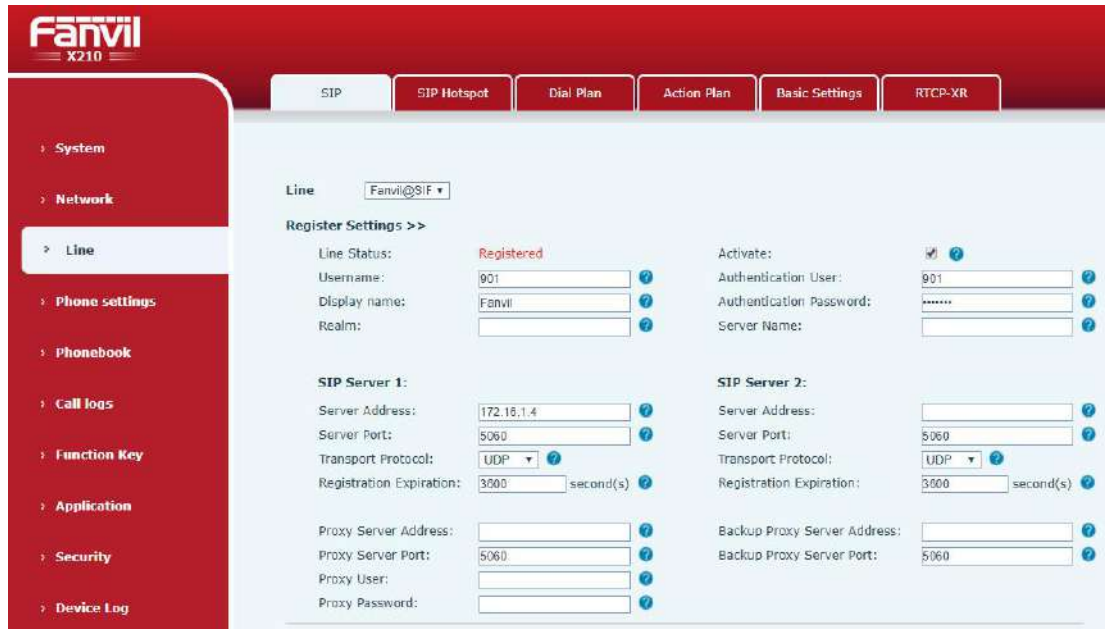 Fanvil
X210
SIP
SIP Hotspot
Dial Plan
Action Plan
Basic Settings
RTCP-XR
System
Network
Line
Phone settings
Phonebook
Call logs
Function Key
Application
Security
Device Log
Line Fanvil@SIF
Register Settings >>
Line Status: Registered Activate:
Username: 901 Authentication User: 901
Display name: Fanvil Authentication Password: •••••••
Realm: Server Name:
SIP Server 1: SIP Server 2:
Server Address: 172.16.1.4 Server Address:
Server Port: 5060 Server Port: 5060
Transport Protocol: UDP Transport Protocol: UDP
Registration Expiration: 3600 second(s) Registration Expiration: 3600 second(s)
Proxy Server Address: Backup Proxy Server Address:
Proxy Server Port: 5060 Backup Proxy Server Port: 5060
Proxy User:
Proxy Password: